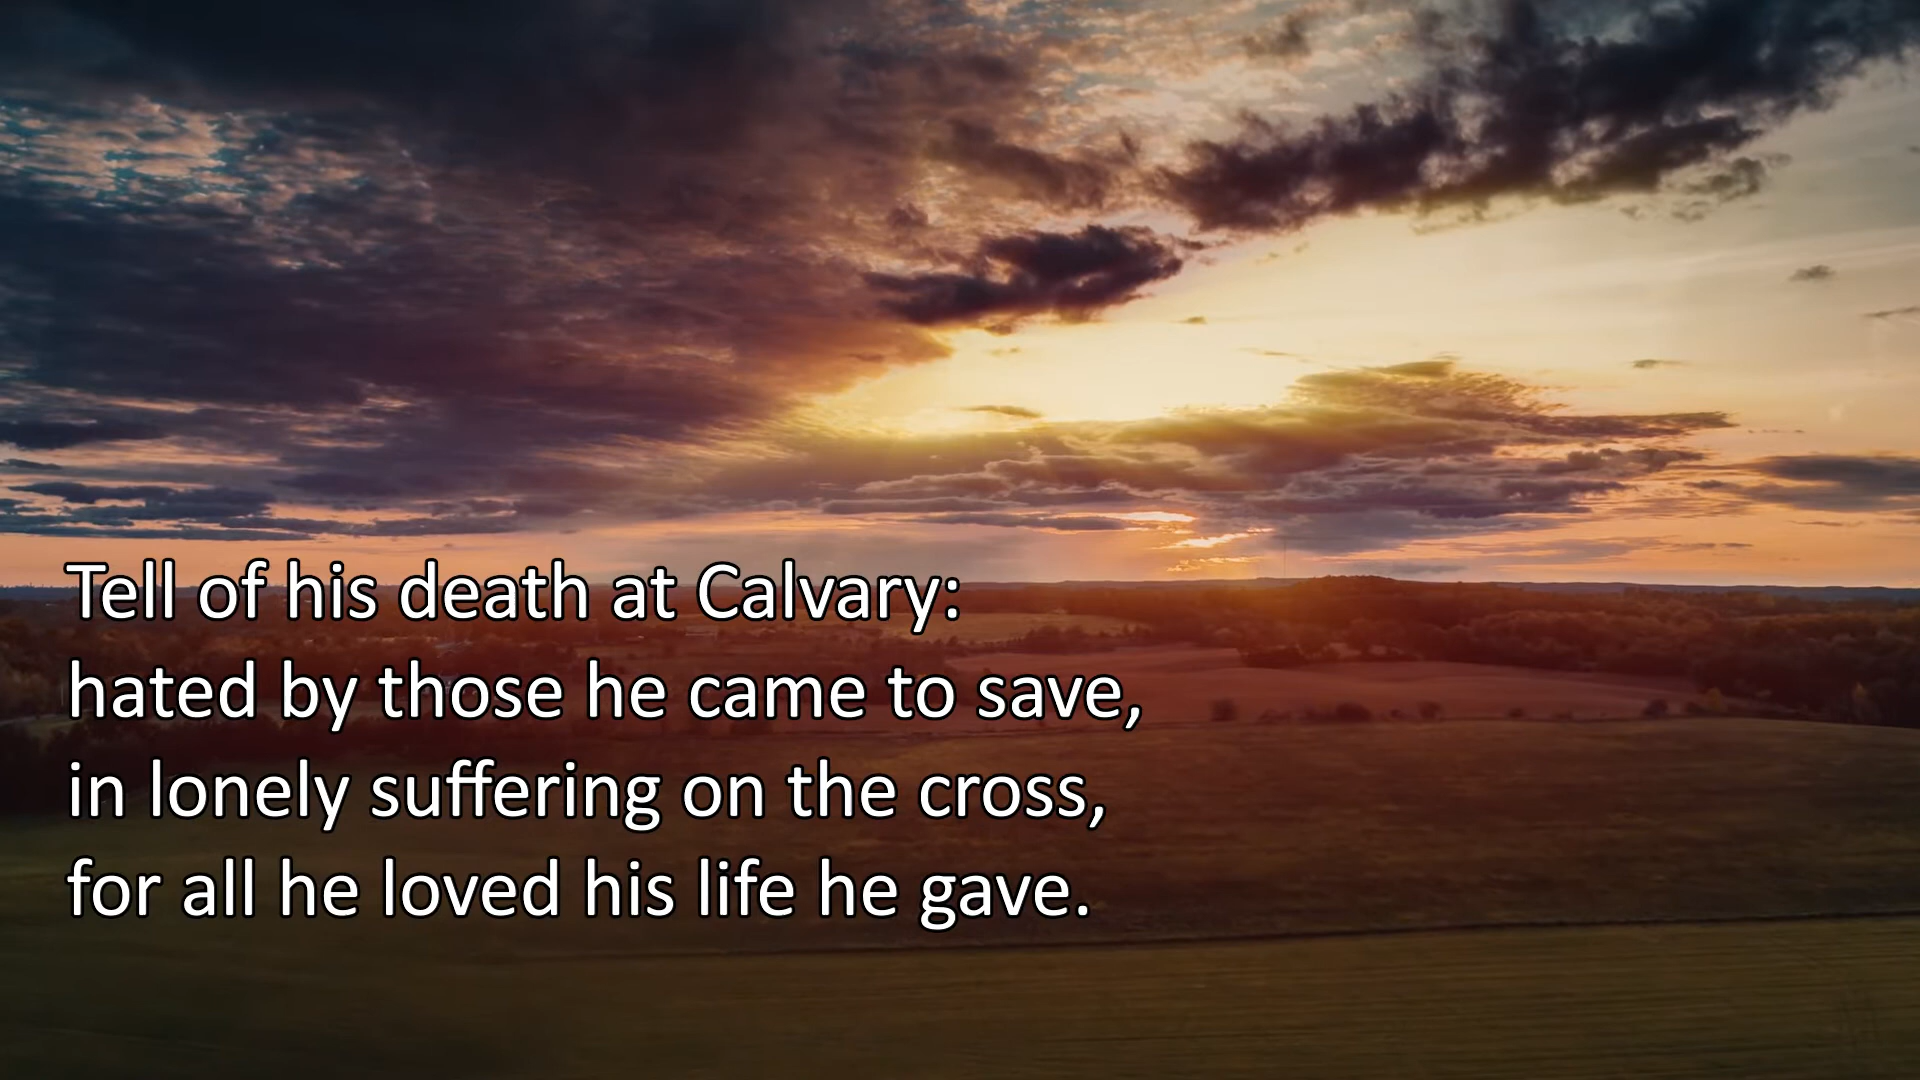 Tell of his death at Calvary:
hated by those he came to save,
in lonely suffering on the cross,
for all he loved his life he gave.